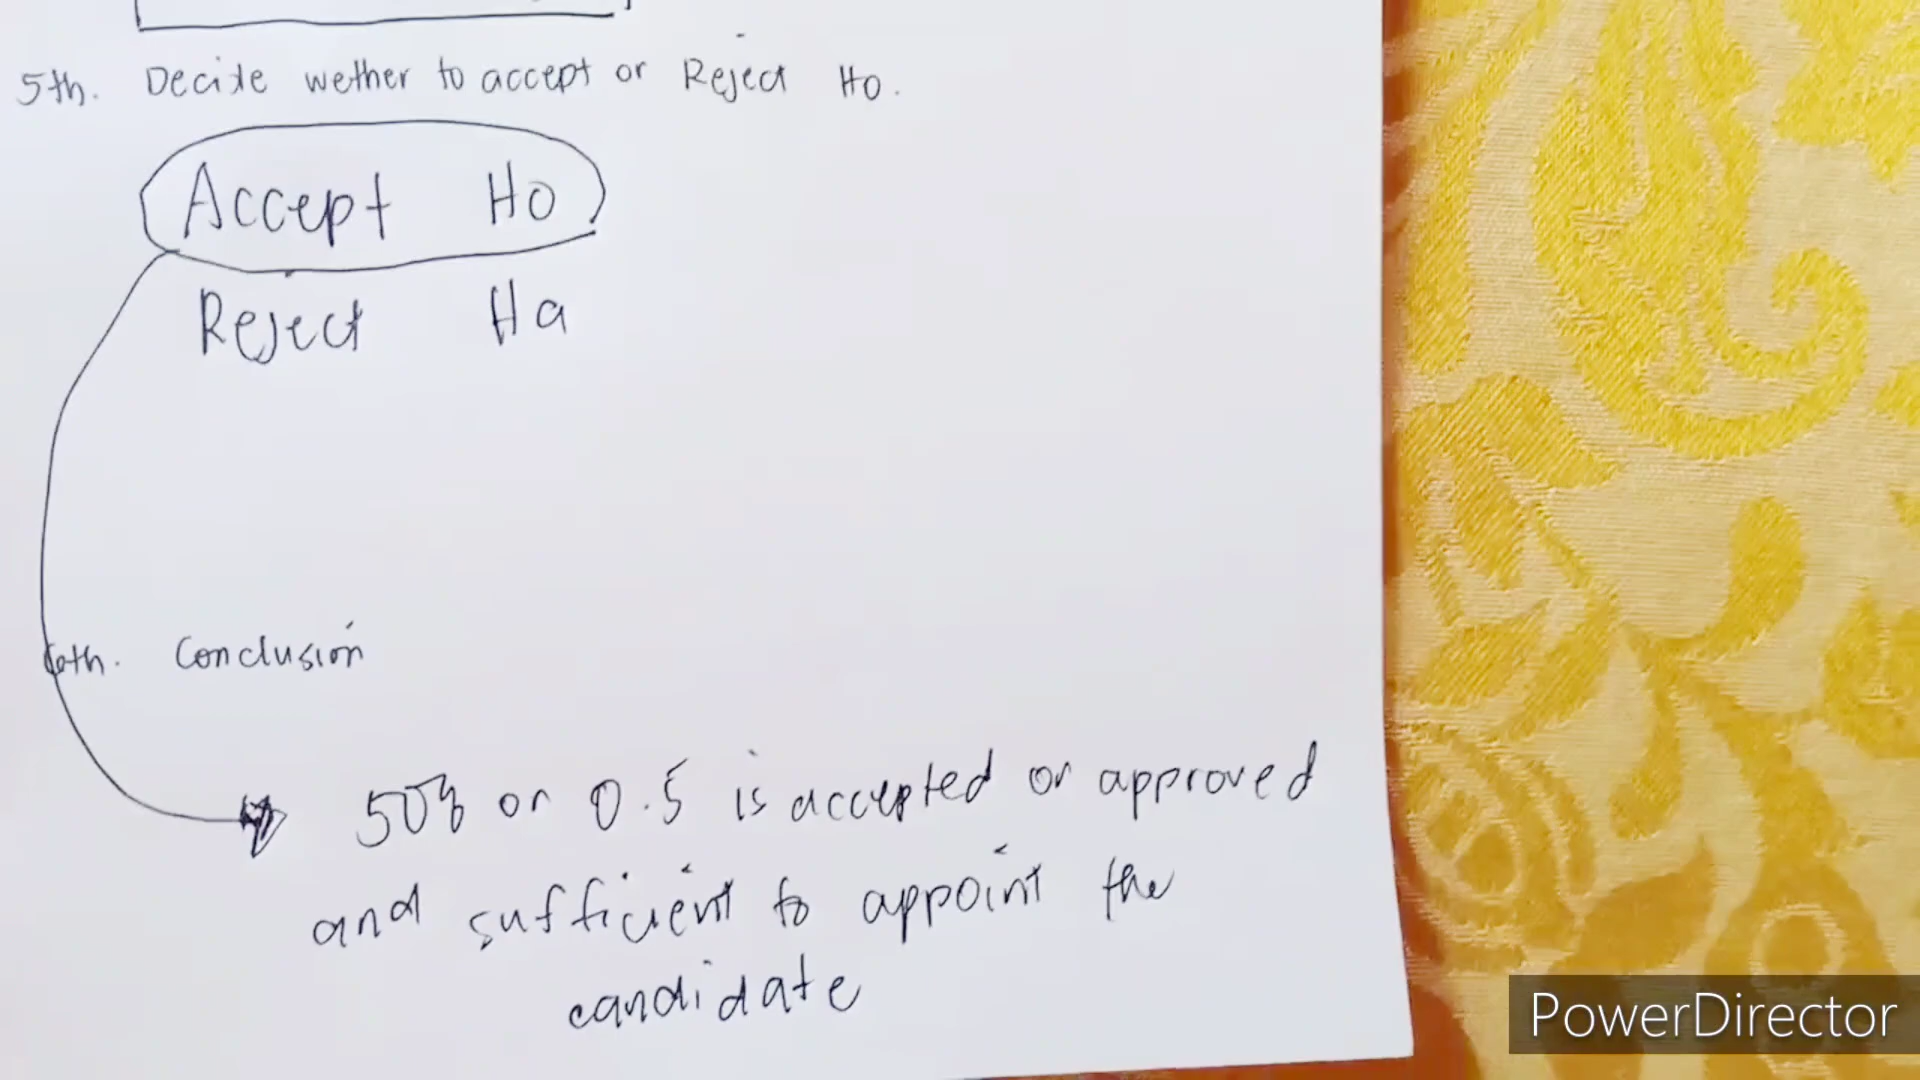 5th. Decide wether to accept or Reject Ho.
Accept Ho
Reject Ha
6th. Conclusion
50% or 0.5 is accepted or approved
and sufficient to appoint the
candidate
PowerDirector